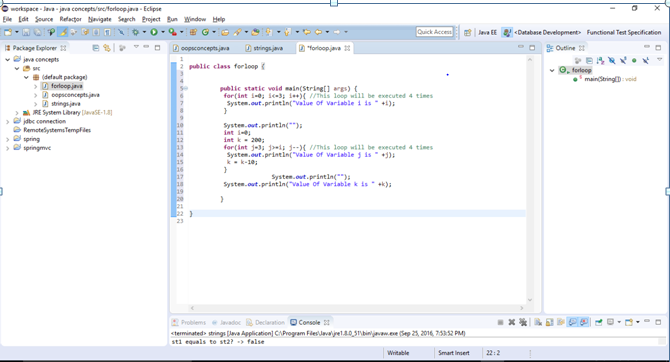 workspace - Java - java concepts/src/forloop.java - Eclipse
File Edit Source Refactor Navigate Search Project Run Window Help
Quick Access
Java EE
<Database Development>
Functional Test Specification
Package Explorer
java concepts
src
(default package)
forloop.java
oopsconcepts.java
strings.java
JRE System Library [JavaSE-1.8]
jdbc connection
RemoteSystemsTempFiles
spring
springmvc
oopsconcepts.java
strings.java
*forloop.java
1
2 public class forloop {
3
4
5 public static void main(String[] args) {
6 for(int i=0; i<=3; i++){ //This loop will be executed 4 times
7 System.out.println("Value Of Variable i is " +i);
8 }
9
10 System.out.println("");
11 int i=0;
12 int k = 200;
13 for(int j=3; j>=i; j--){ //This loop will be executed 4 times
14 System.out.println("Value Of Variable j is " +j);
15 k = k-10;
16 }
17 System.out.println("");
18 System.out.println("Value Of Variable k is " +k);
19
20 }
21
22 }
23
Outline
forloop
main(String[]) : void
Problems
Javadoc
Declaration
Console
<terminated> strings [Java Application] C:\Program Files\Java\jre1.8.0_51\bin\javaw.exe (Sep 25, 2016, 7:53:52 PM)
st1 equals to st2? -> false
Writable
Smart Insert
22 : 2